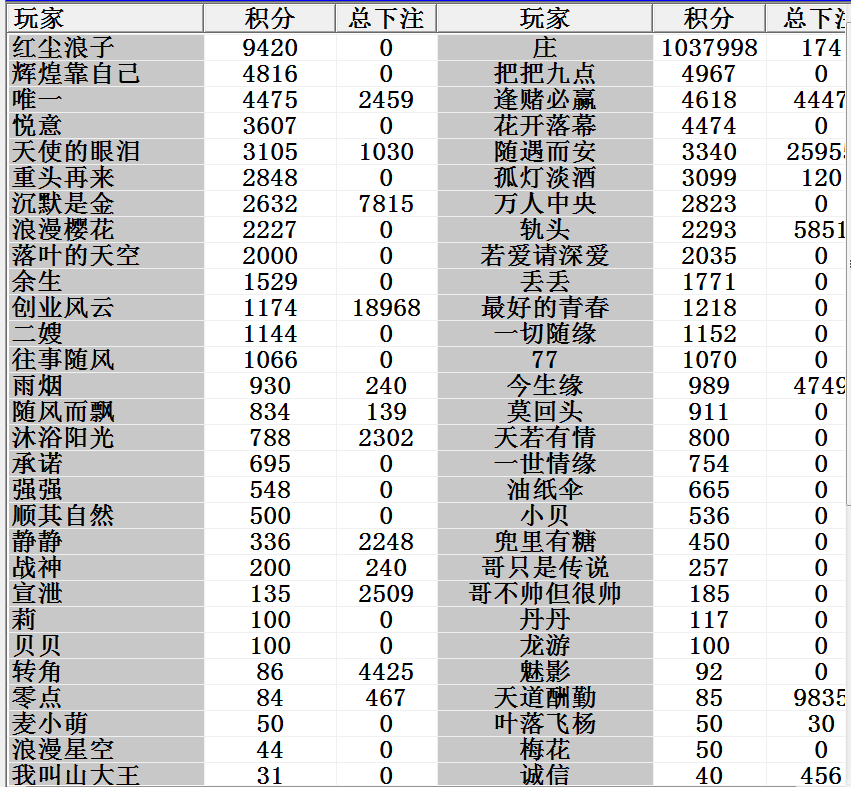 玩家 积分 总下注 玩家 积分 总下注
红尘浪子 9420 0 庄 1037998 174
辉煌靠自己 4816 0 把把九点 4967 0
唯一 4475 2459 逢赌必赢 4618 4447
悦意 3607 0 花开落幕 4474 0
天使的眼泪 3105 1030 随遇而安 3340 25955
重头再来 2848 0 孤灯淡酒 3099 120
沉默是金 2632 7815 万人中央 2823 0
浪漫樱花 2227 0 轨头 2293 5851
落叶的天空 2000 0 若爱请深爱 2035 0
余生 1529 0 丢丢 1771 0
创业风云 1174 18968 最好的青春 1218 0
二嫂 1144 0 一切随缘 1152 0
往事随风 1066 0 77 1070 0
雨烟 930 240 今生缘 989 4749
随风而飘 834 139 莫回头 911 0
沐浴阳光 788 2302 天若有情 800 0
承诺 695 0 一世情缘 754 0
强强 548 0 油纸伞 665 0
顺其自然 500 0 小贝 536 0
静静 336 2248 兜里有糖 450 0
战神 200 240 哥只是传说 257 0
宣泄 135 2509 哥不帅但很帅 185 0
莉 100 0 丹丹 117 0
贝贝 100 0 龙游 100 0
转角 86 4425 魅影 92 0
零点 84 467 天道酬勤 85 9835
麦小萌 50 0 叶落飞杨 50 30
浪漫星空 44 0 梅花 50 0
我叫山大王 31 0 诚信 40 456